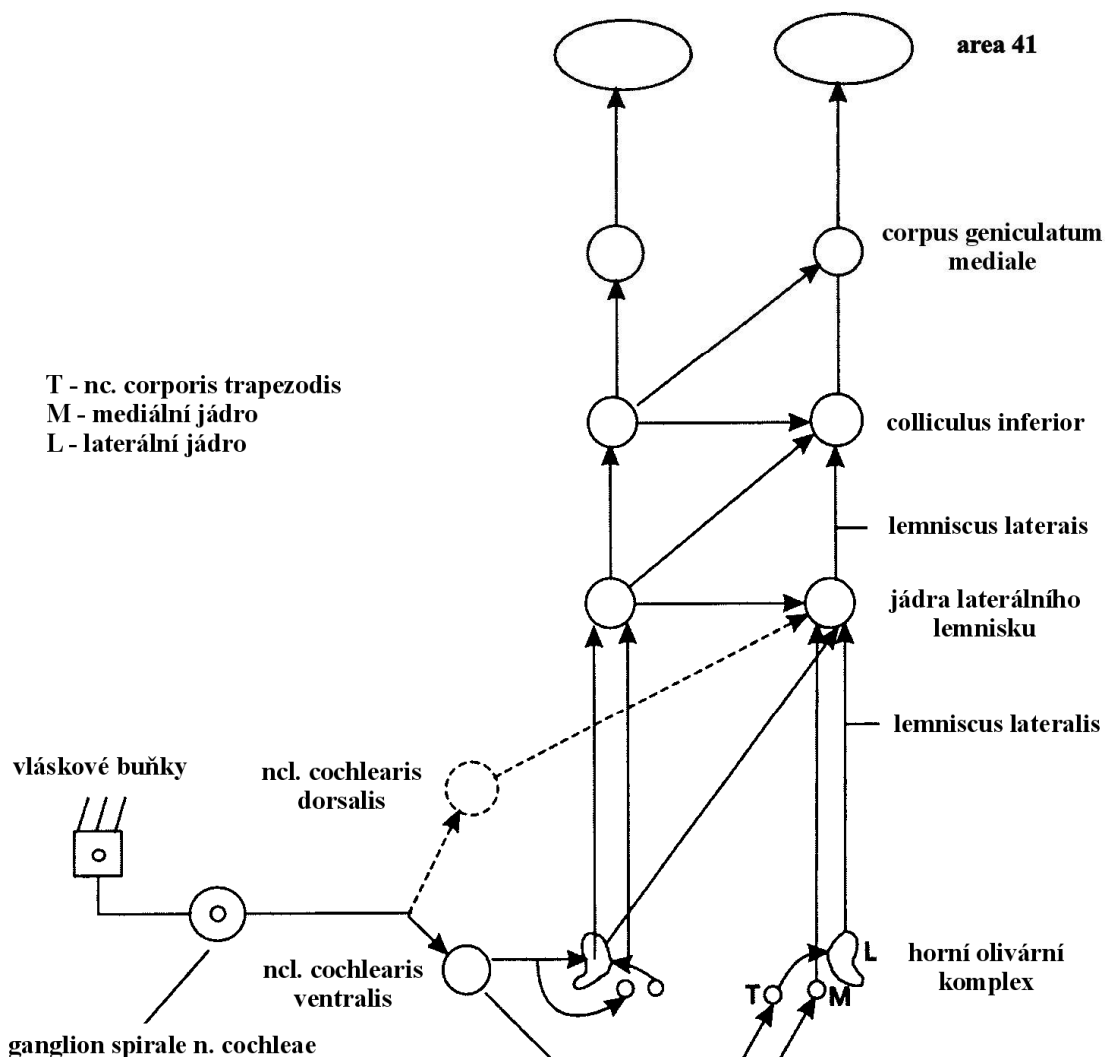 area 41
corpus geniculatum
mediale
T - nc. corporis trapezodis
M - mediální jádro
L - laterální jádro
colliculus inferior
lemniscus laterais
jádra laterálního
lemnisku
lemniscus lateralis
vláskové buňky
ncl. cochlearis
dorsalis
ncl. cochlearis
ventralis
L
T
M
horní olivární
komplex
ganglion spirale n. cochleae